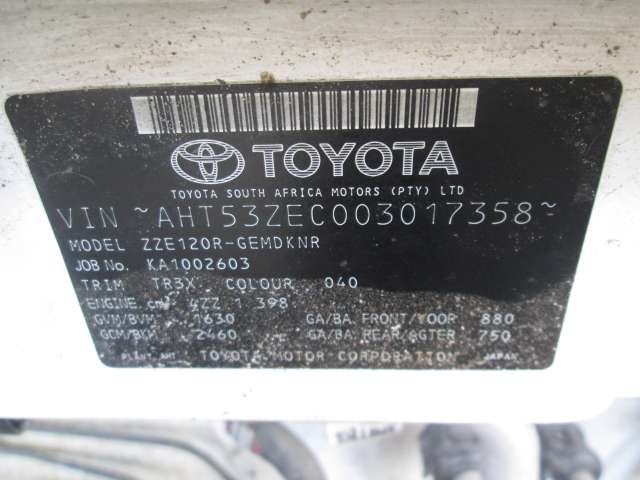 TOYOTA
TOYOTA SOUTH AFRICA MOTORS (PTY) LTD
VIN ~AHT53ZEC003017358~
MODEL ZZE120R-GEMDKNR
JOB No. KA1002603
TRIM TR3X COLOUR 040
ENGINE 4ZZ 1 398
GVM/BVM 1630 GA/BA. FRONT/VOOR 880
GCM/BKM 2460 GA/BA. REAR/AGTER 750
PLANT AHT TOYOTA MOTOR CORPORATION JAPAN